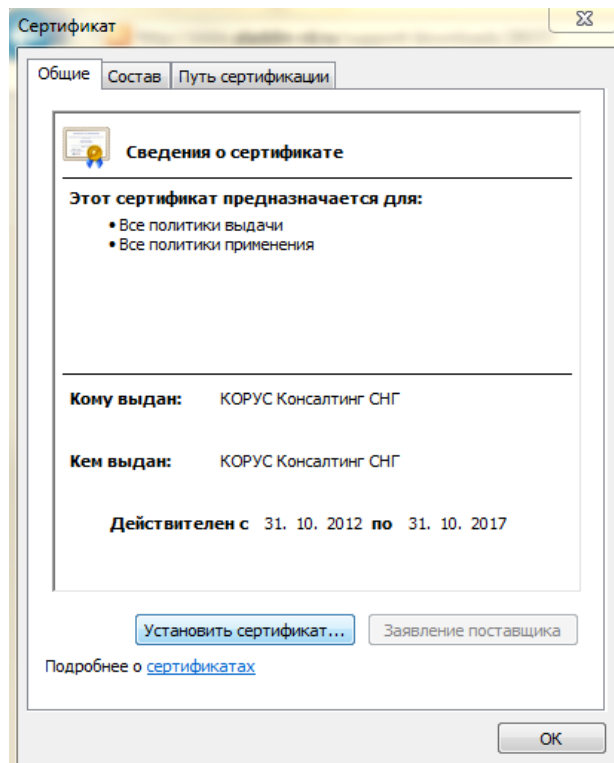 Сертификат
Общие Состав Путь сертификации
Сведения о сертификате
Этот сертификат предназначается для:
• Все политики выдачи
• Все политики применения
Кому выдан: КОРУС Консалтинг СНГ
Кем выдан: КОРУС Консалтинг СНГ
Действителен с 31. 10. 2012 по 31. 10. 2017
Установить сертификат... Заявление поставщика
Подробнее о сертификатах
ОК